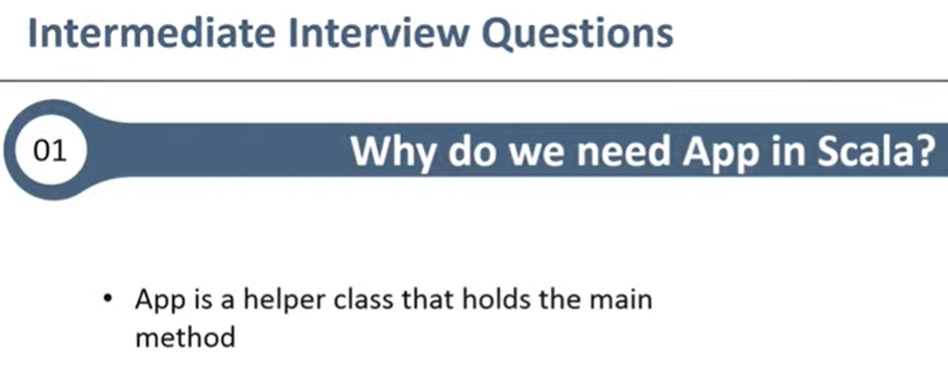 Intermediate Interview Questions
01
Why do we need App in Scala?
• App is a helper class that holds the main
method